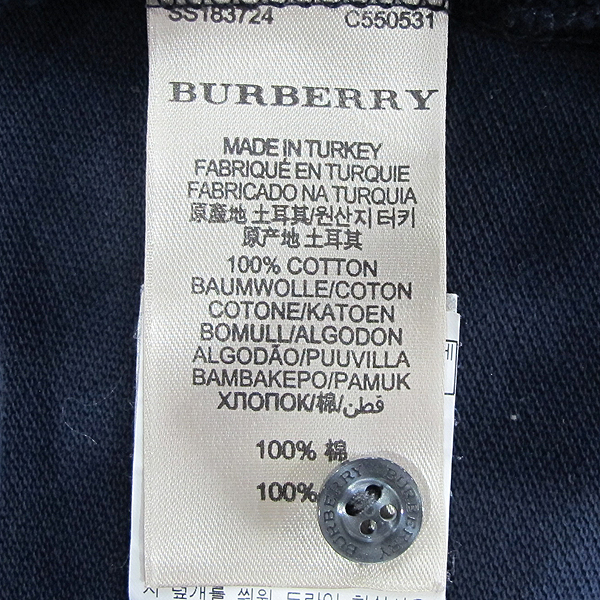 SS183724 C550531
BURBERRY
MADE IN TURKEY
FABRIQUÉ EN TURQUIE
FABRICADO NA TURQUIA
原產地 土耳其/원산지 터키
原产地 土耳其
100% COTTON
BAUMWOLLE/COTON
COTONE/KATOEN
BOMULL/ALGODON
ALGODÃO/PUUVILLA
BAMBAKEPO/PAMUK
ХЛОПОК/棉/قطن
100% 棉
100%
BURBERRY BURBERRY